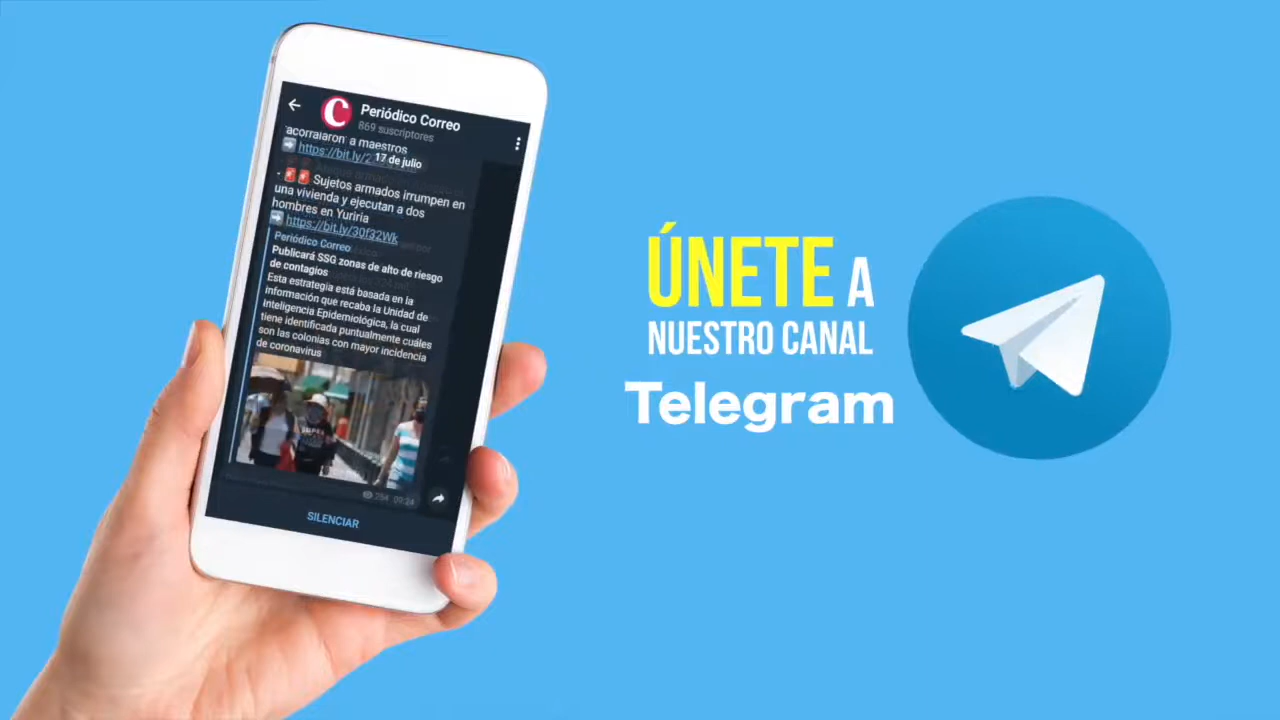 Periódico Correo
869 suscriptores
acorralaron a maestros
https://bit.ly/2
17 de julio
Sujetos armados irrumpen en
una vivienda y ejecutan a dos
hombres en Yuriria
https://bit.ly/30f32Wk
Periódico Correo
Publicará SSG zonas de alto de riesgo
de contagios
Esta estrategia está basada en la
información que recaba la Unidad de
Inteligencia Epidemiológica, la cual
tiene identificada puntualmente cuáles
son las colonias con mayor incidencia
de coronavirus
254 09:24
SILENCIAR
ÚNETE A
NUESTRO CANAL
Telegram